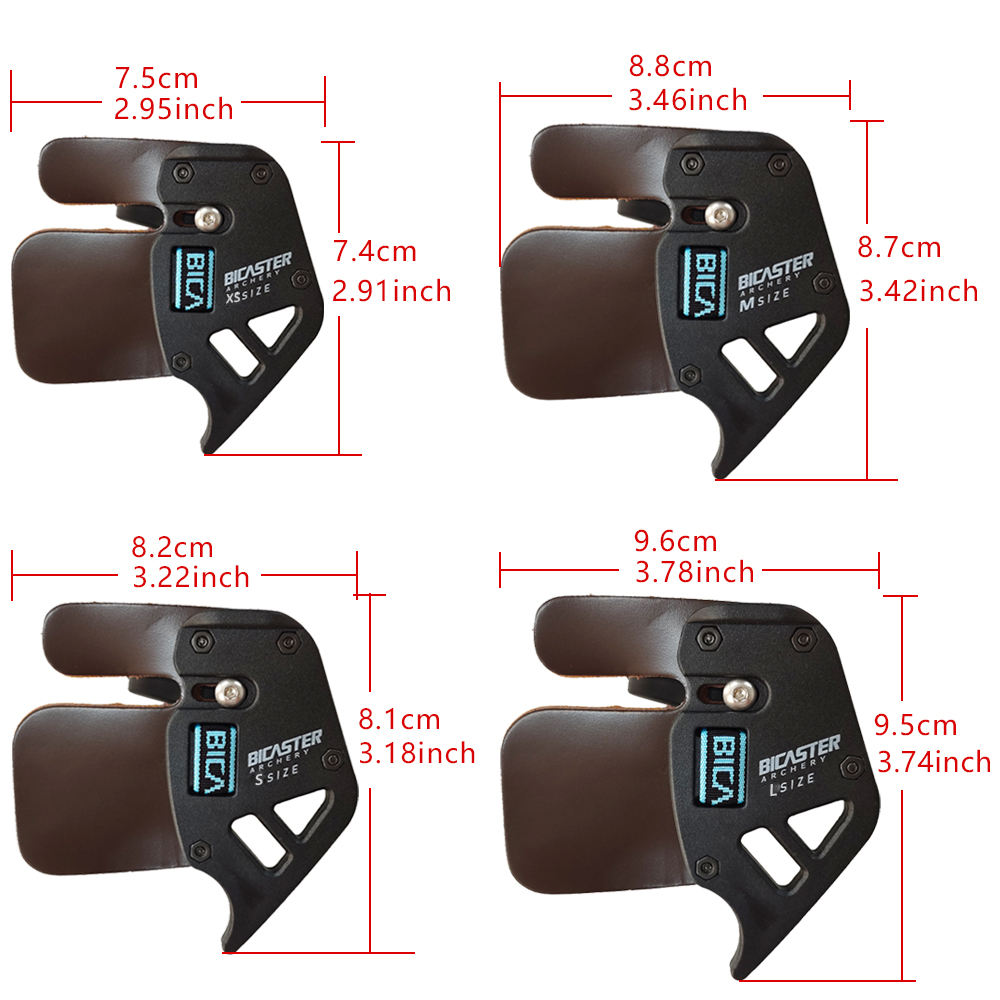 7.5cm
2.95inch
7.4cm
2.91inch
BICA
BICASTER
ARCHERY
XS SIZE
8.8cm
3.46inch
8.7cm
3.42inch
BICA
BICASTER
ARCHERY
M SIZE
8.2cm
3.22inch
8.1cm
3.18inch
BICA
BICASTER
ARCHERY
S SIZE
9.6cm
3.78inch
9.5cm
3.74inch
BICA
BICASTER
ARCHERY
L SIZE